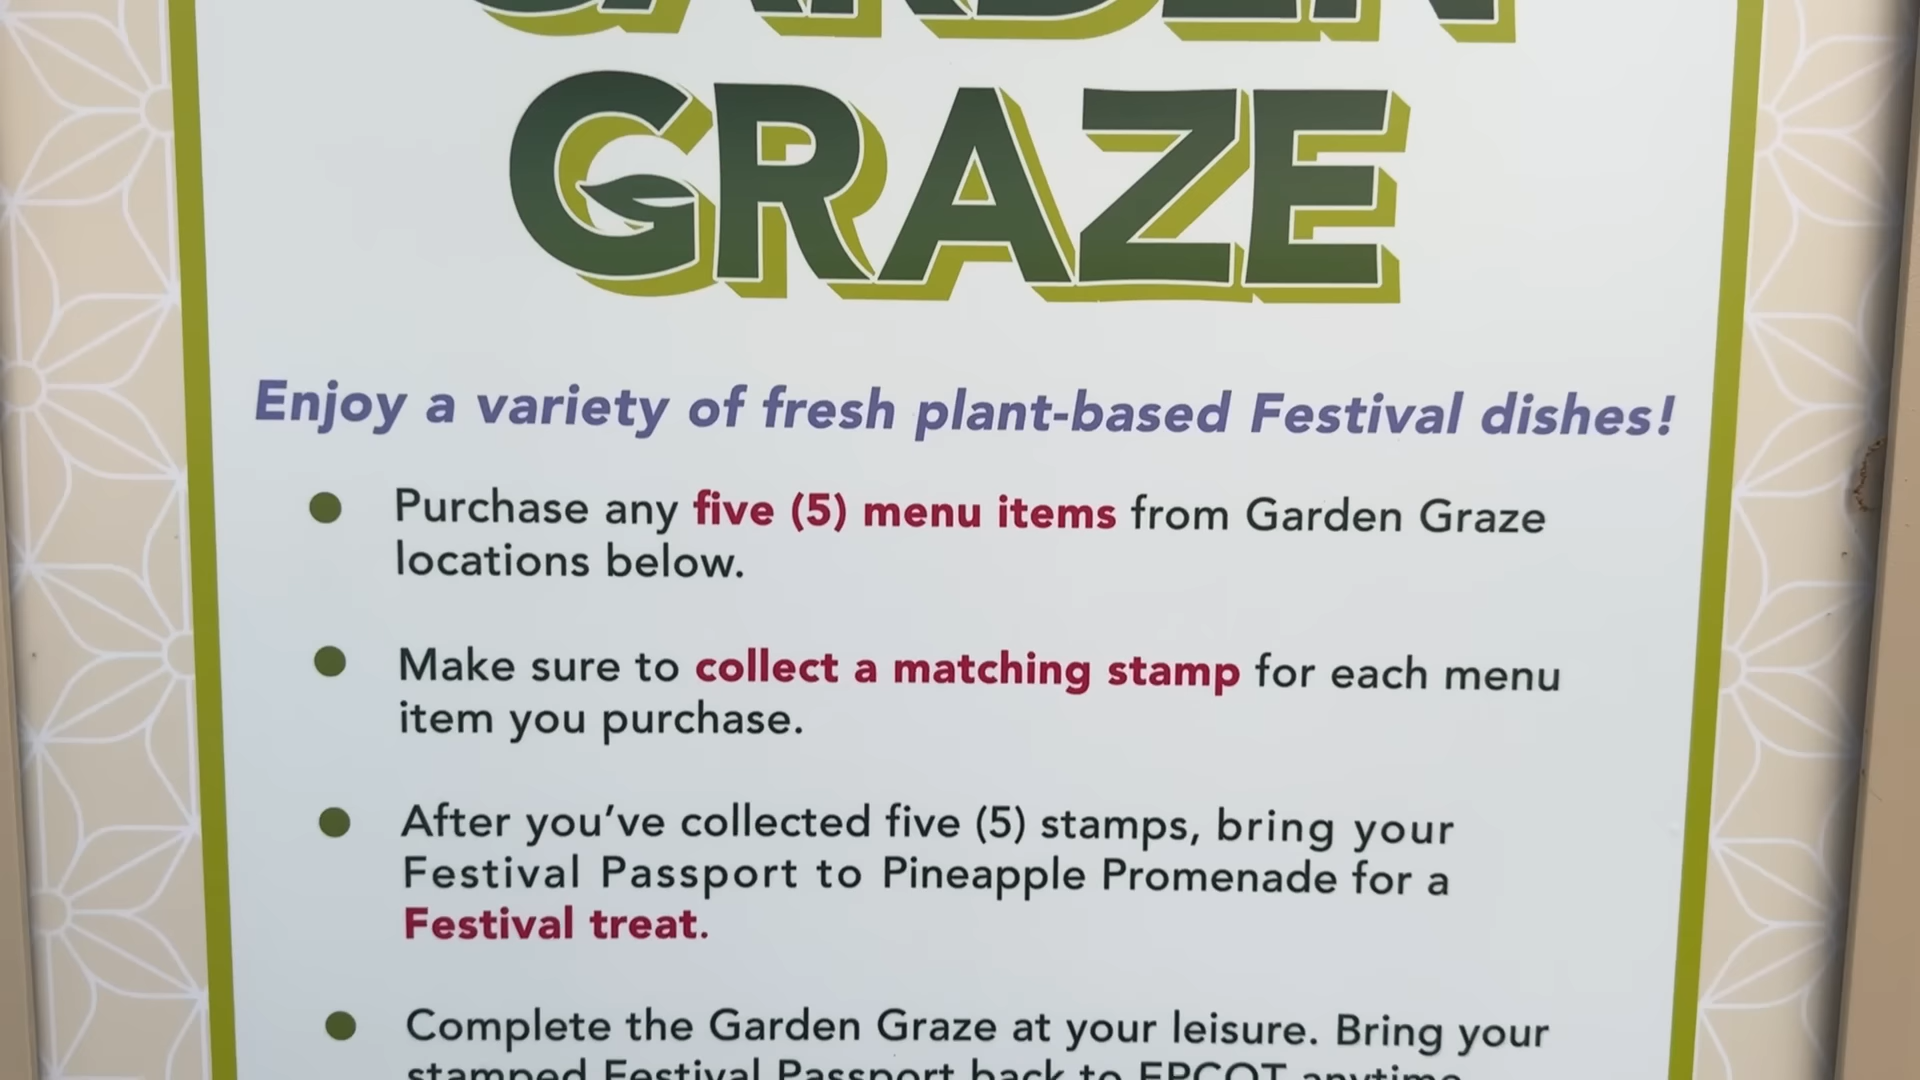 GARDEN
GRAZE
Enjoy a variety of fresh plant-based Festival dishes!
Purchase any five (5) menu items from Garden Graze
locations below.
Make sure to collect a matching stamp for each menu
item you purchase.
After you've collected five (5) stamps, bring your
Festival Passport to Pineapple Promenade for a
Festival treat.
Complete the Garden Graze at your leisure. Bring your
stamped Festival Passport back to EPCOT anytime